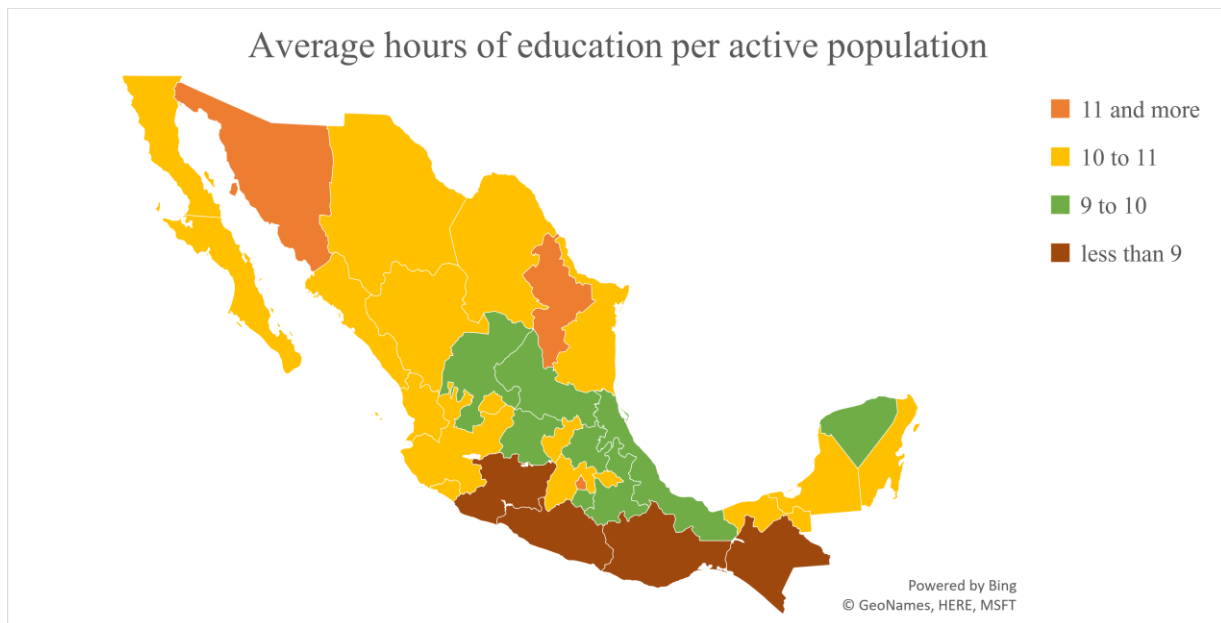 Average hours of education per active population
11 and more
10 to 11
9 to 10
less than 9
Powered by Bing
© GeoNames, HERE, MSFT